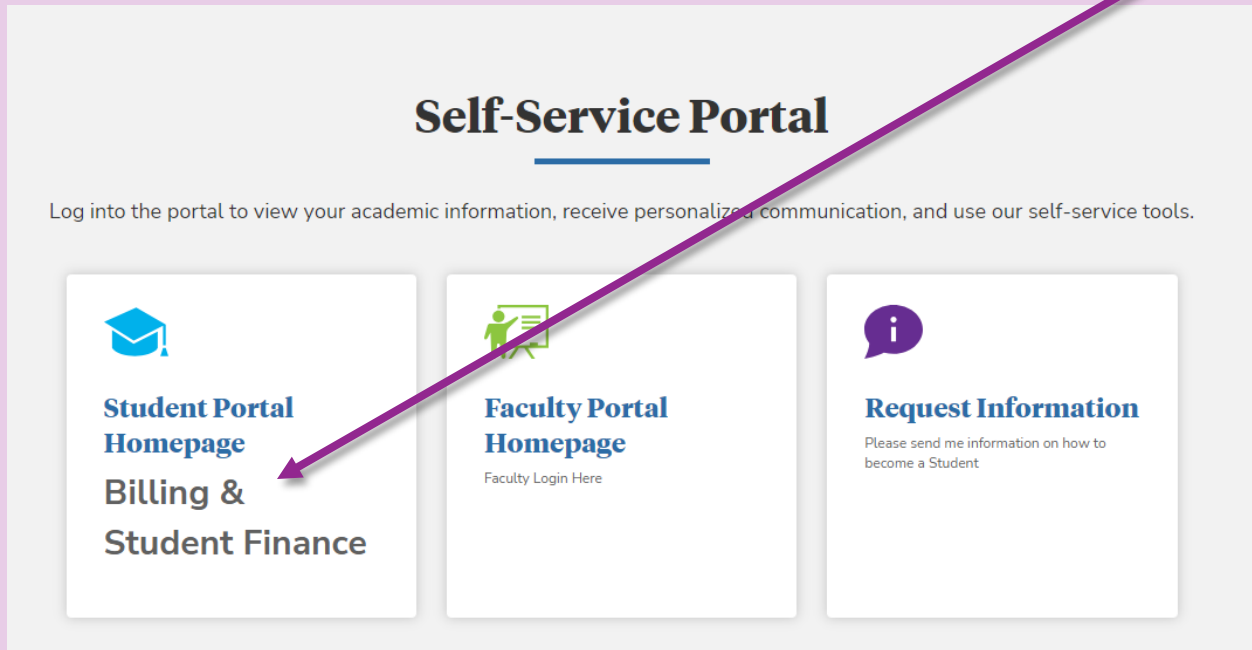 Self-Service Portal
Log into the portal to view your academic information, receive personalized communication, and use our self-service tools.
Student Portal
Homepage
Billing &
Student Finance
Faculty Portal
Homepage
Faculty Login Here
Request Information
Please send me information on how to
become a Student